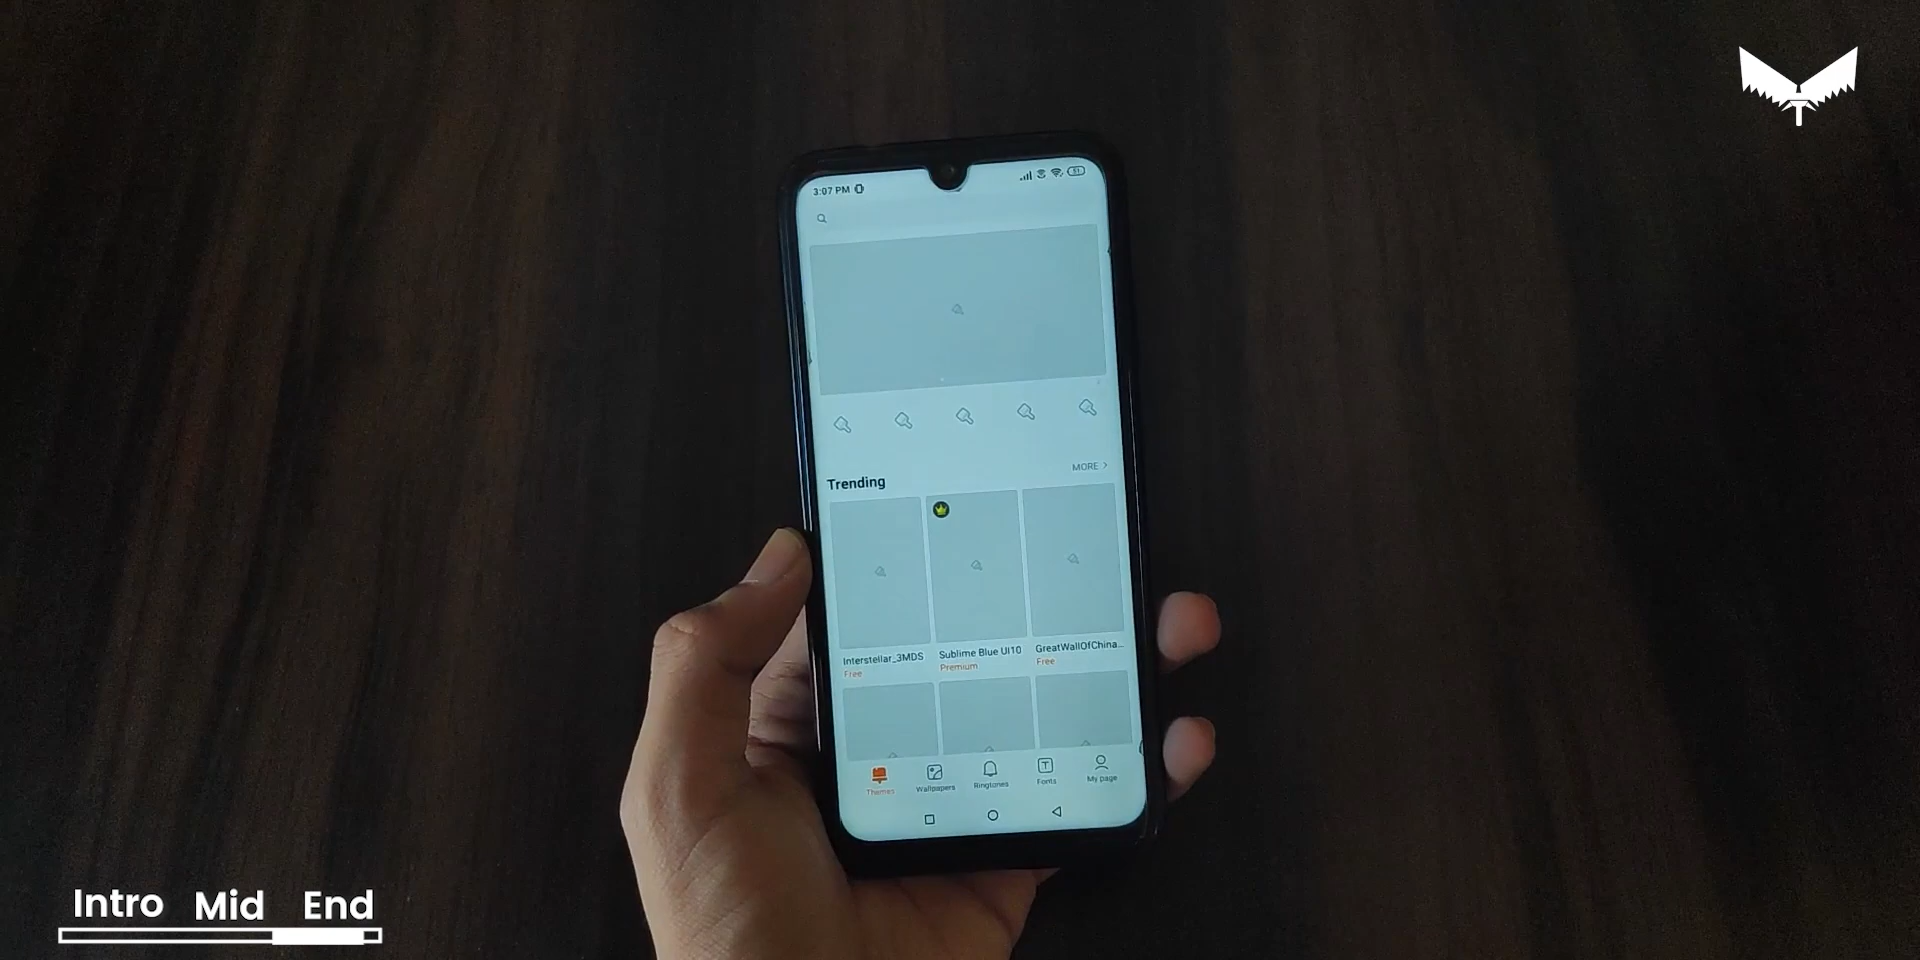 3:07 PM
51
MORE >
Trending
Interstellar_3MDS
Free
Sublime Blue UI10
Premium
GreatWallOfChina...
Free
Themes
Wallpapers
Ringtones
Fonts
My page
Intro Mid End